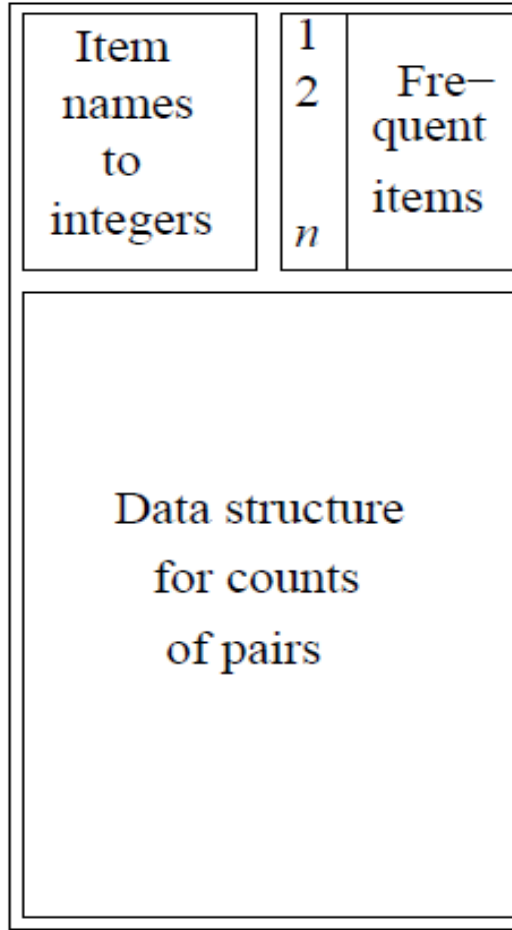 Item
names
to
integers
1
2
n
Fre–
quent
items
Data structure
for counts
of pairs